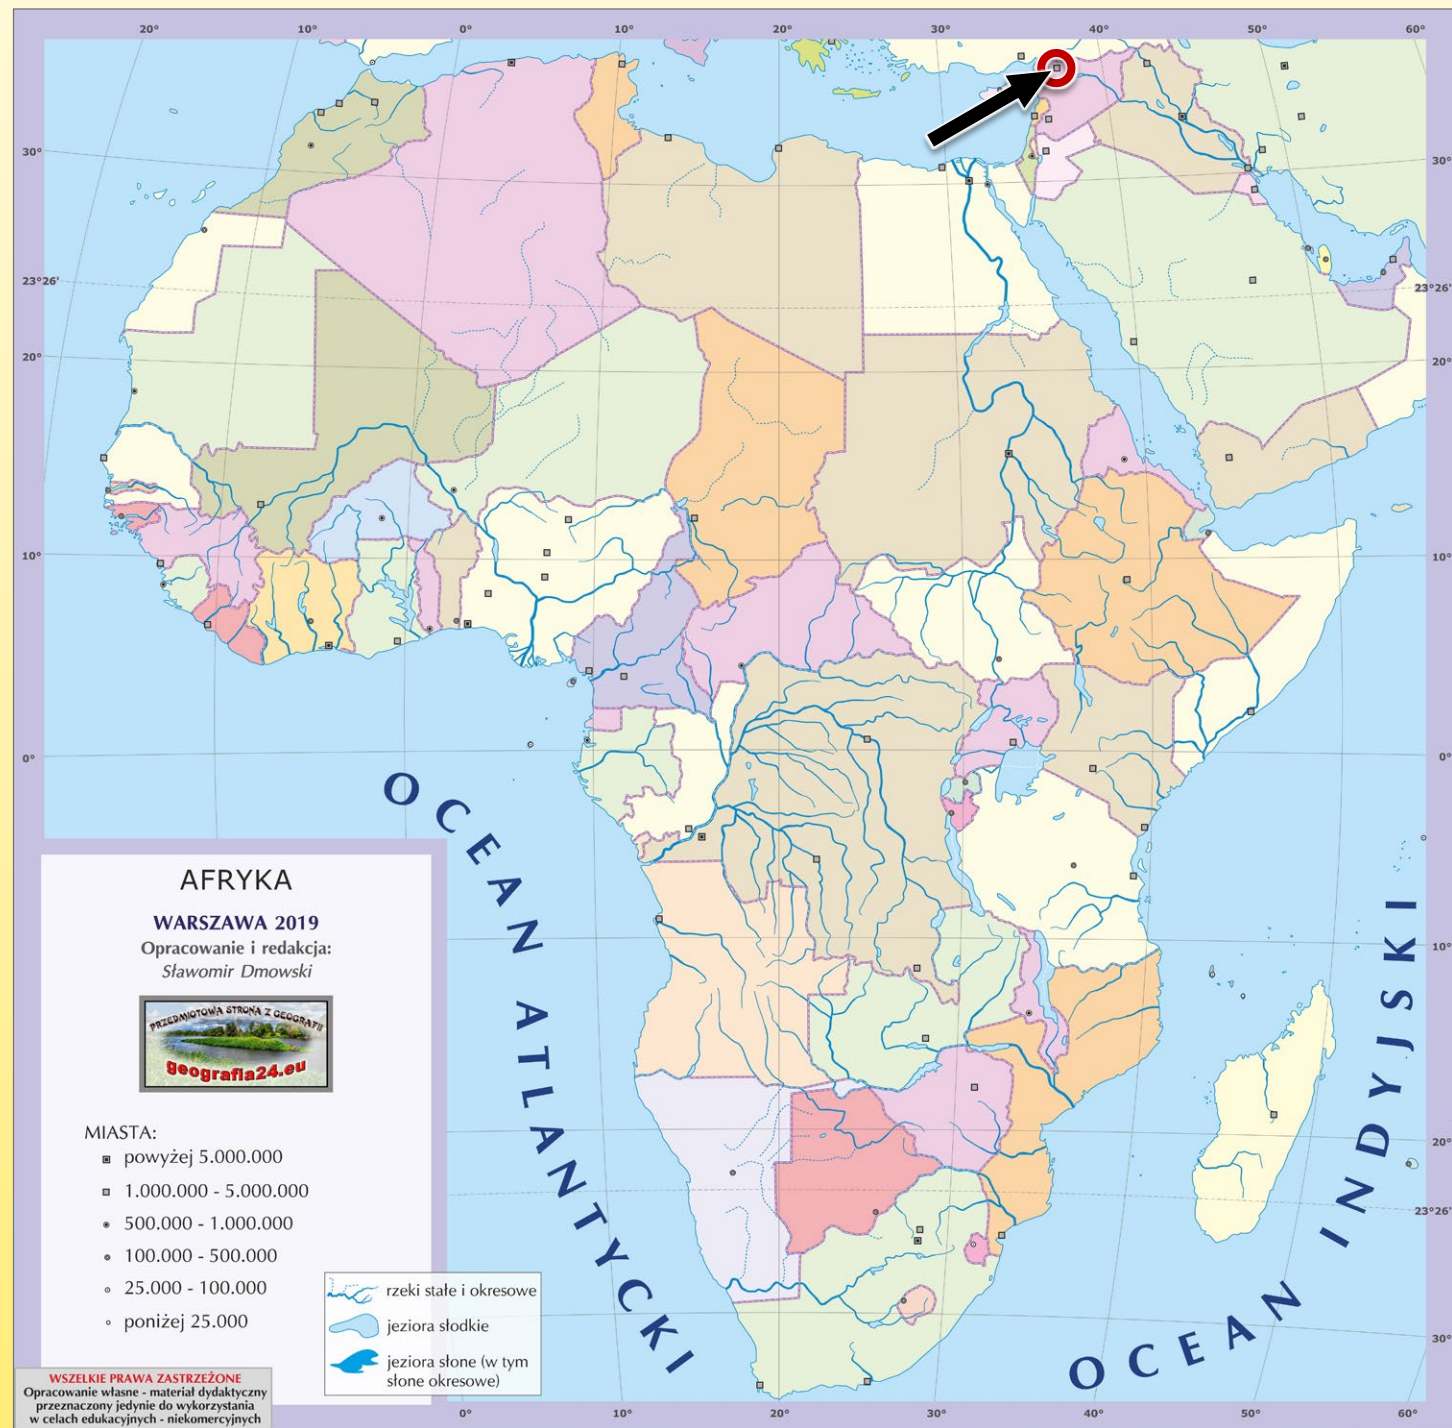 20° 10° 0° 10° 20° 30° 40° 50° 60°
30° 30°
23°26' 23°26'
20° 20°
10° 10°
0° 0°
10°
20°
23°26'
30°
OCEAN ATLANTYCKI
OCEAN INDYJSKI
AFRYKA
WARSZAWA 2019
Opracowanie i redakcja:
Sławomir Dmowski
PRZEDMIOTOWA STRONA Z GEOGRAFII
geografia24.eu
MIASTA:
powyżej 5.000.000
1.000.000 - 5.000.000
500.000 - 1.000.000
100.000 - 500.000
25.000 - 100.000
poniżej 25.000
rzeki stałe i okresowe
jeziora słodkie
jeziora słone (w tym
słone okresowe)
WSZELKIE PRAWA ZASTRZEŻONE
Opracowanie własne - materiał dydaktyczny
przeznaczony jedynie do wykorzystania
w celach edukacyjnych - niekomercyjnych
0° 10° 20° 30° 40° 50° 60°